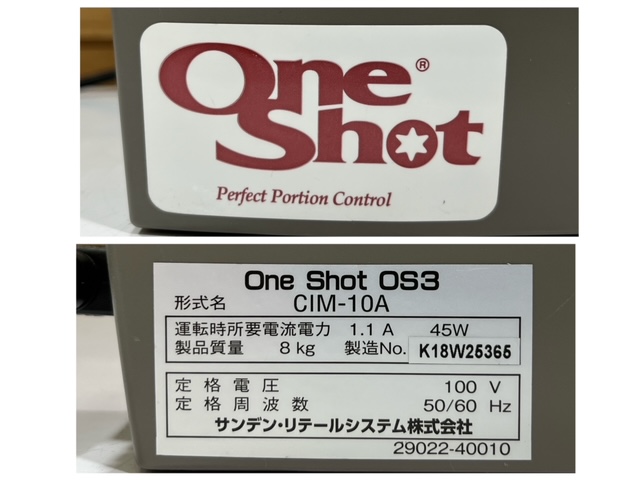 One®
Shot
Perfect Portion Control
One Shot OS3
形式名 CIM-10A
運転時所要電流電力 1.1 A 45W
製品質量 8 kg 製造No. K18W25365
定格電圧 100 V
定格周波数 50/60 Hz
サンデン・リテールシステム株式会社
29022-40010